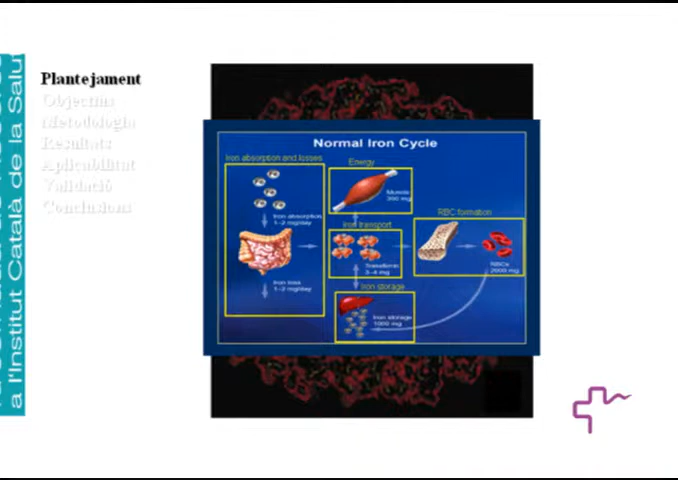 a l'Institut Català de la Salut
Plantejament
Objectius
Metodologia
Resultats
Aplicabilitat
Validació
Conclusions
Normal Iron Cycle
Iron absorption and losses
Iron absorption
1–2 mg/day
Iron loss
1–2 mg/day
Energy
Muscle
300 mg
Iron transport
Transferrin
3–4 mg
RBC formation
RBCs
2000 mg
Iron storage
Iron storage
1000 mg